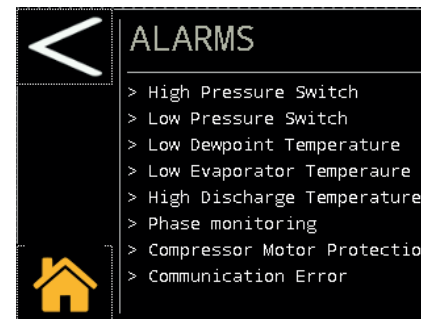 ALARMS
> High Pressure Switch
> Low Pressure Switch
> Low Dewpoint Temperature
> Low Evaporator Temperaure
> High Discharge Temperature
> Phase monitoring
> Compressor Motor Protectio
> Communication Error